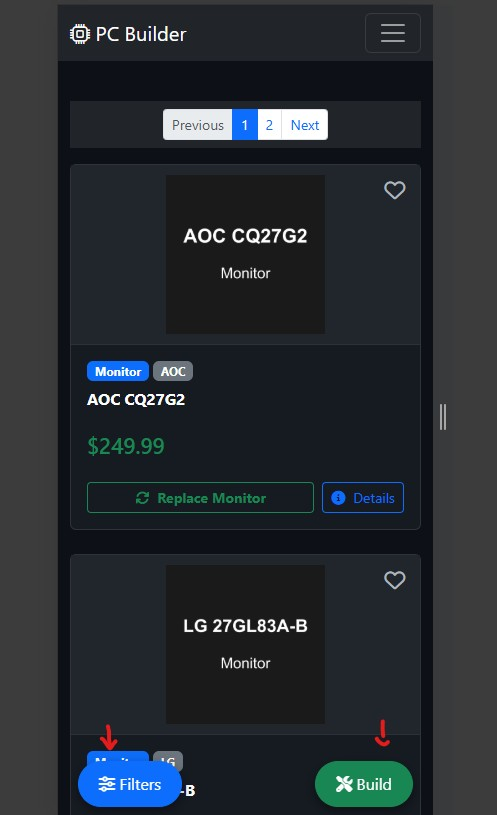 PC Builder
Previous 1 2 Next
AOC CQ27G2
Monitor
Monitor AOC
AOC CQ27G2
$249.99
Replace Monitor Details
LG 27GL83A-B
Monitor
Monitor LG
-B
Filters Build